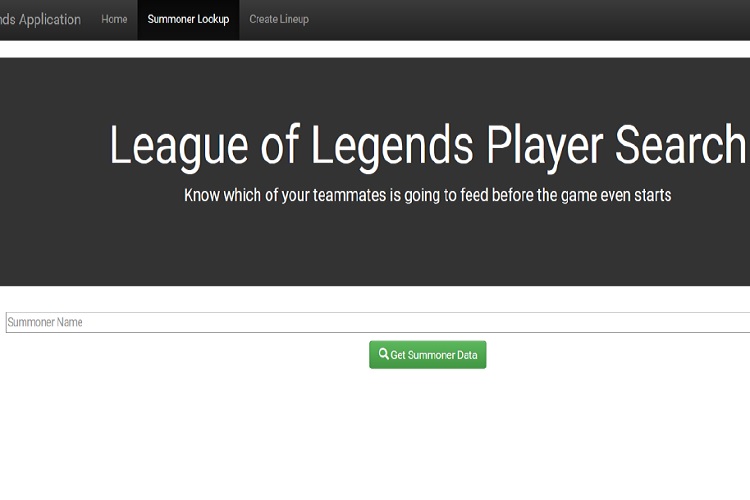 nds Application Home Summoner Lookup Create Lineup
League of Legends Player Search
Know which of your teammates is going to feed before the game even starts
Summoner Name
Get Summoner Data